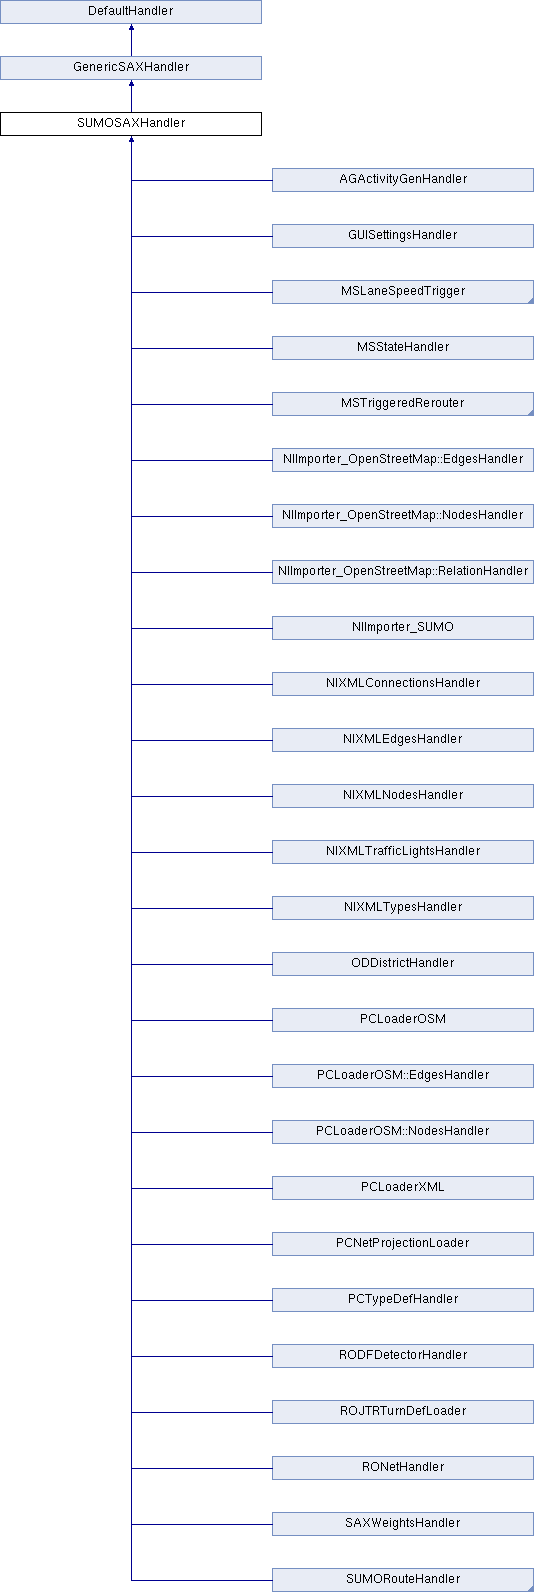 DefaultHandler
GenericSAXHandler
SUMOSAXHandler
AGActivityGenHandler
GUISettingsHandler
MSLaneSpeedTrigger
MSStateHandler
MSTriggeredRerouter
NIImporter_OpenStreetMap::EdgesHandler
NIImporter_OpenStreetMap::NodesHandler
NIImporter_OpenStreetMap::RelationHandler
NIImporter_SUMO
NIXMLConnectionsHandler
NIXMLEdgesHandler
NIXMLNodesHandler
NIXMLTrafficLightsHandler
NIXMLTypesHandler
ODDistrictHandler
PCLoaderOSM
PCLoaderOSM::EdgesHandler
PCLoaderOSM::NodesHandler
PCLoaderXML
PCNetProjectionLoader
PCTypeDefHandler
RODFDetectorHandler
ROJTRTurnDefLoader
RONetHandler
SAXWeightsHandler
SUMORouteHandler